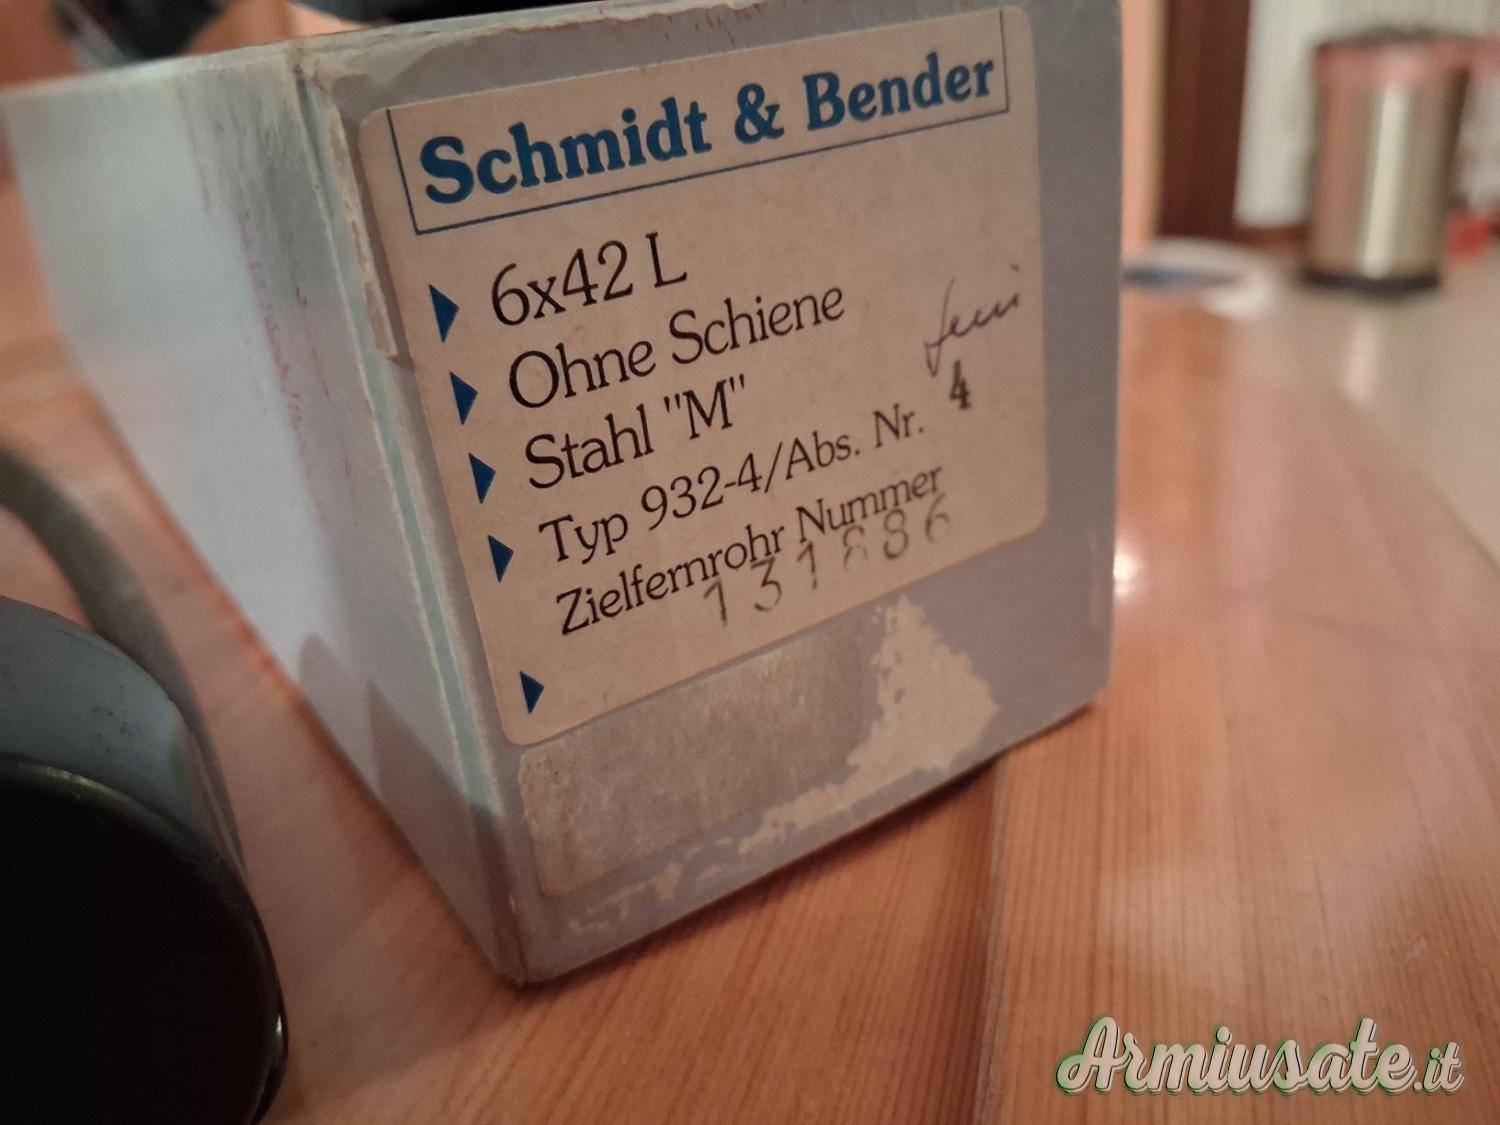 Schmidt & Bender
6x42 L
Ohne Schiene
Stahl "M"
Typ 932-4/Abs. Nr. 4
Zielfernrohr Nummer
131886
Armiusate.it